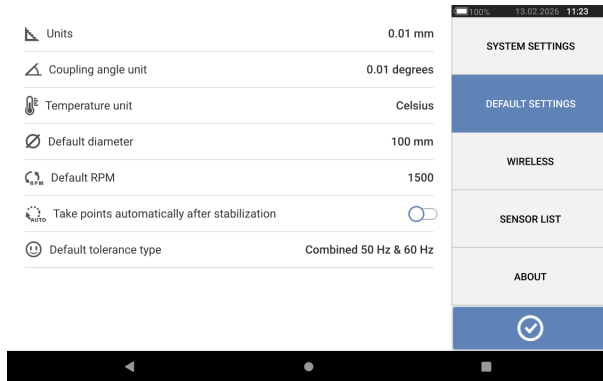 100% 13.02.2026 11:23
Units 0.01 mm
Coupling angle unit 0.01 degrees
Temperature unit Celsius
Default diameter 100 mm
RPM Default RPM 1500
AUTO Take points automatically after stabilization
Default tolerance type Combined 50 Hz & 60 Hz
SYSTEM SETTINGS
DEFAULT SETTINGS
WIRELESS
SENSOR LIST
ABOUT